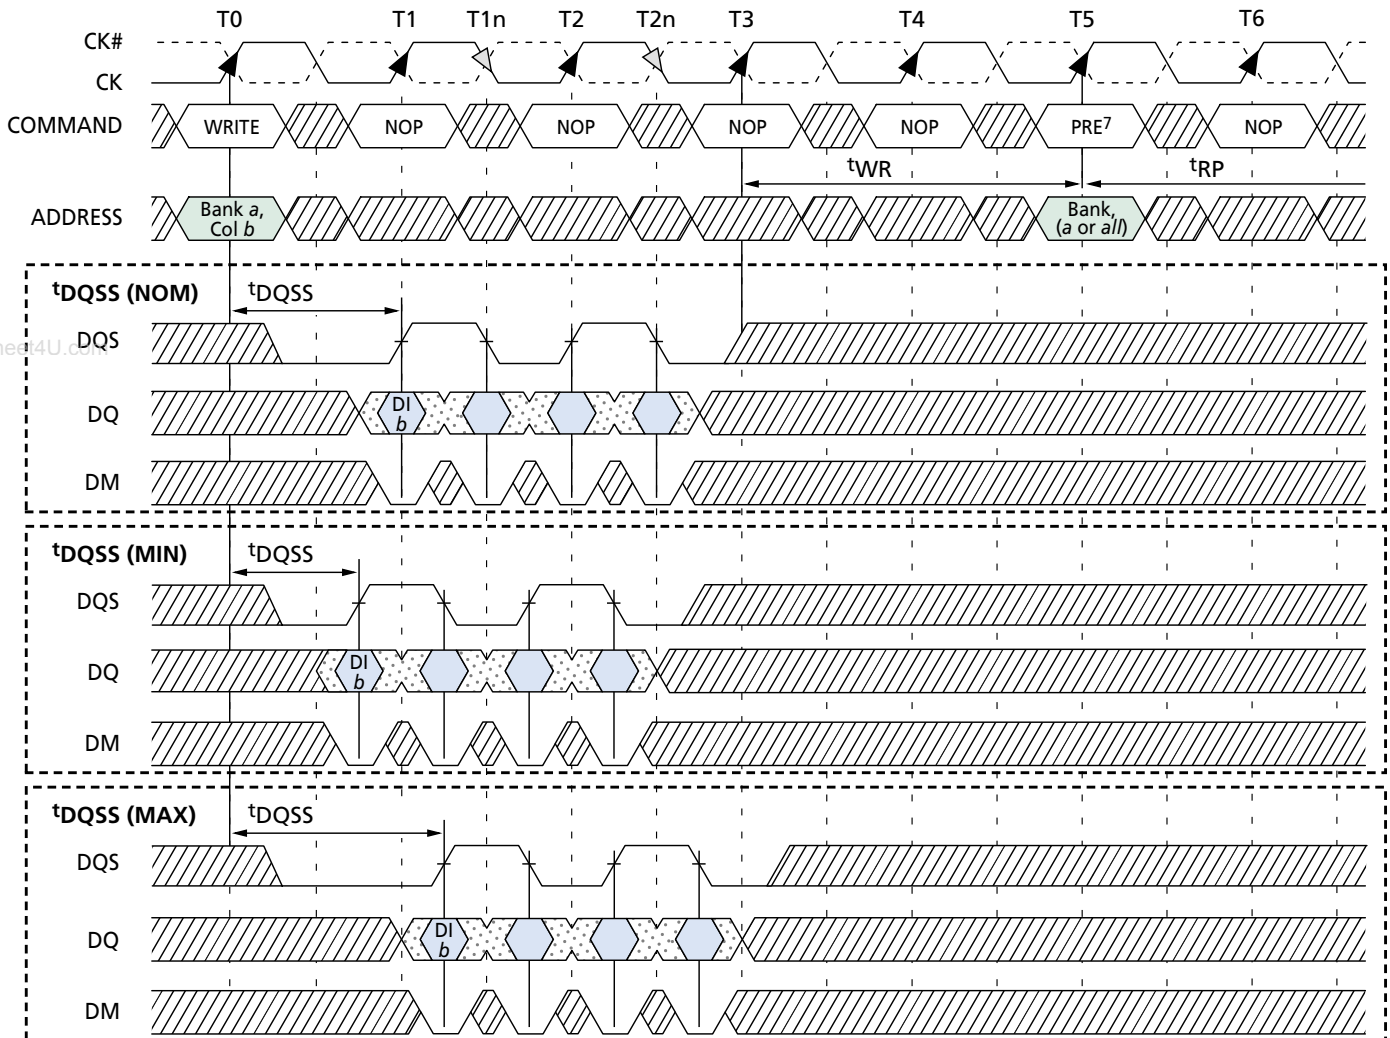 T0 T1 T1n T2 T2n T3 T4 T5 T6
CK#
CK
COMMAND WRITE NOP NOP NOP NOP PRE7 NOP
tWR tRP
ADDRESS Bank a, Col b Bank, (a or all)
tDQSS (NOM) tDQSS
DQS
DQ DI b
DM
tDQSS (MIN) tDQSS
DQS
DQ DI b
DM
tDQSS (MAX) tDQSS
DQS
DQ DI b
DM